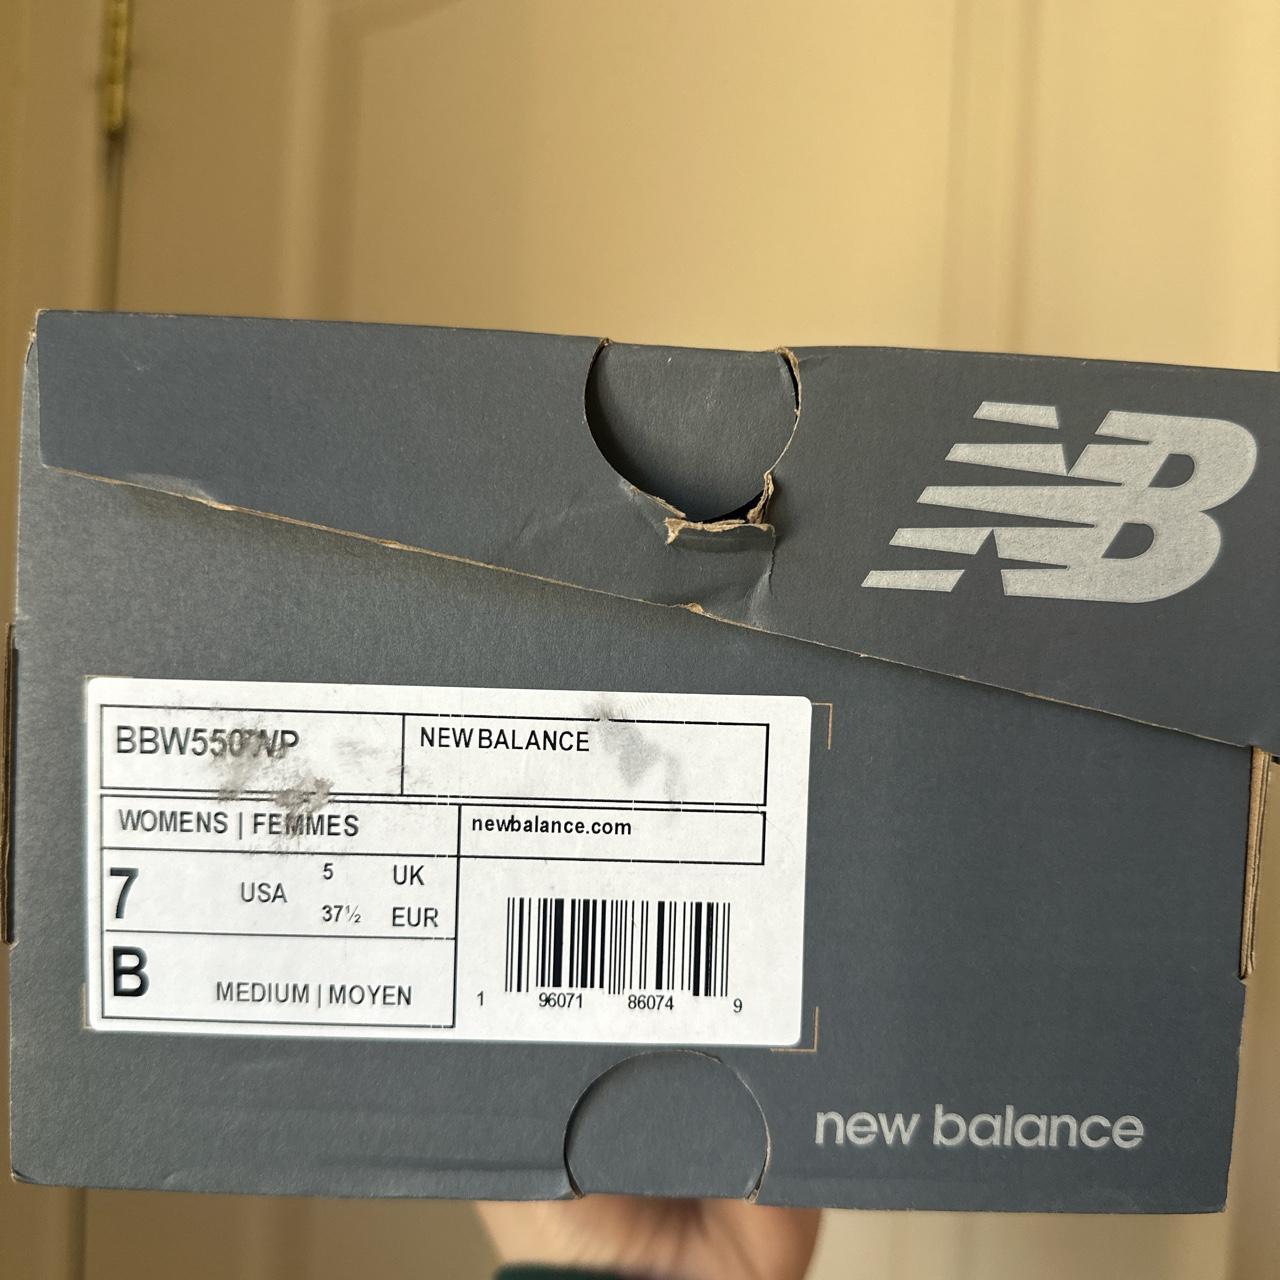 NB
BBW550WP
NEW BALANCE
WOMENS | FEMMES
newbalance.com
7 USA 5 UK
37½ EUR
B MEDIUM | MOYEN
1 96071 86074 9
new balance